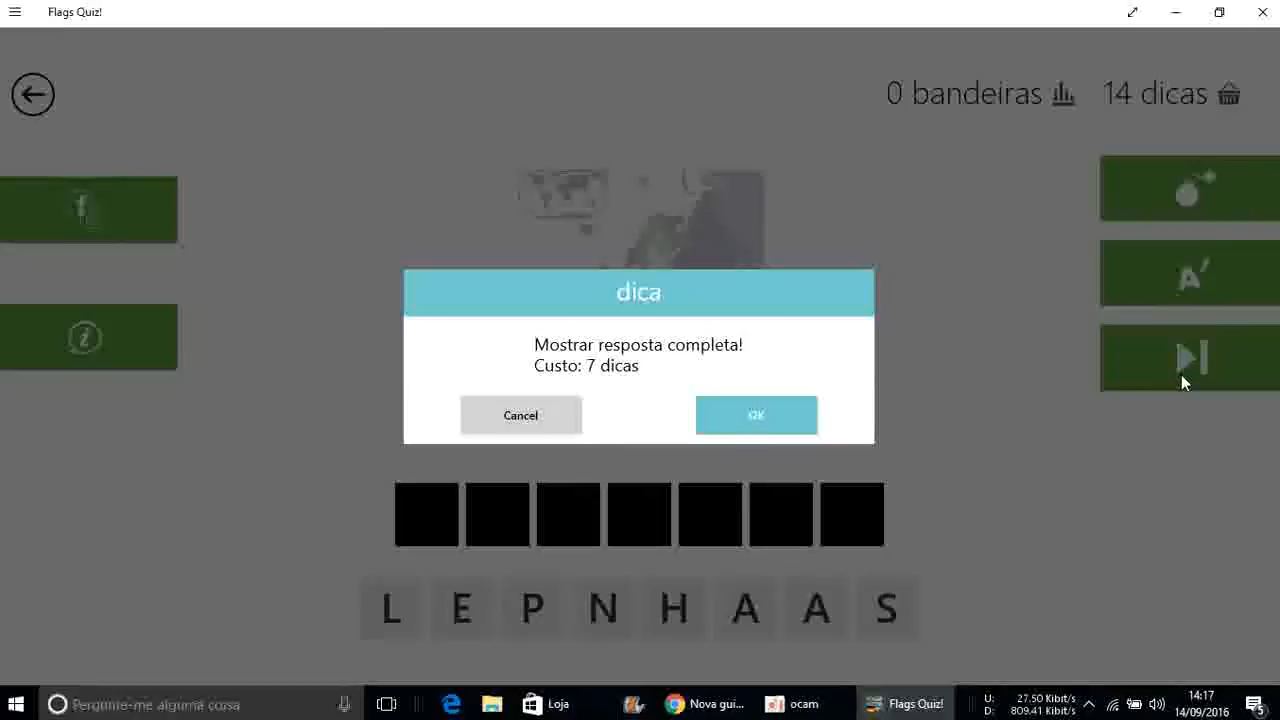 Flags Quiz!
0 bandeiras
14 dicas
A
dica
Mostrar resposta completa!
Custo: 7 dicas
Cancel
OK
L E P N H A A S
Pergunte-me alguma coisa
Loja
Nova gui...
ocam
Flags Quiz!
U: 27.50 Kibit/s
D: 809.41 Kibit/s
14:17
14/09/2016
5